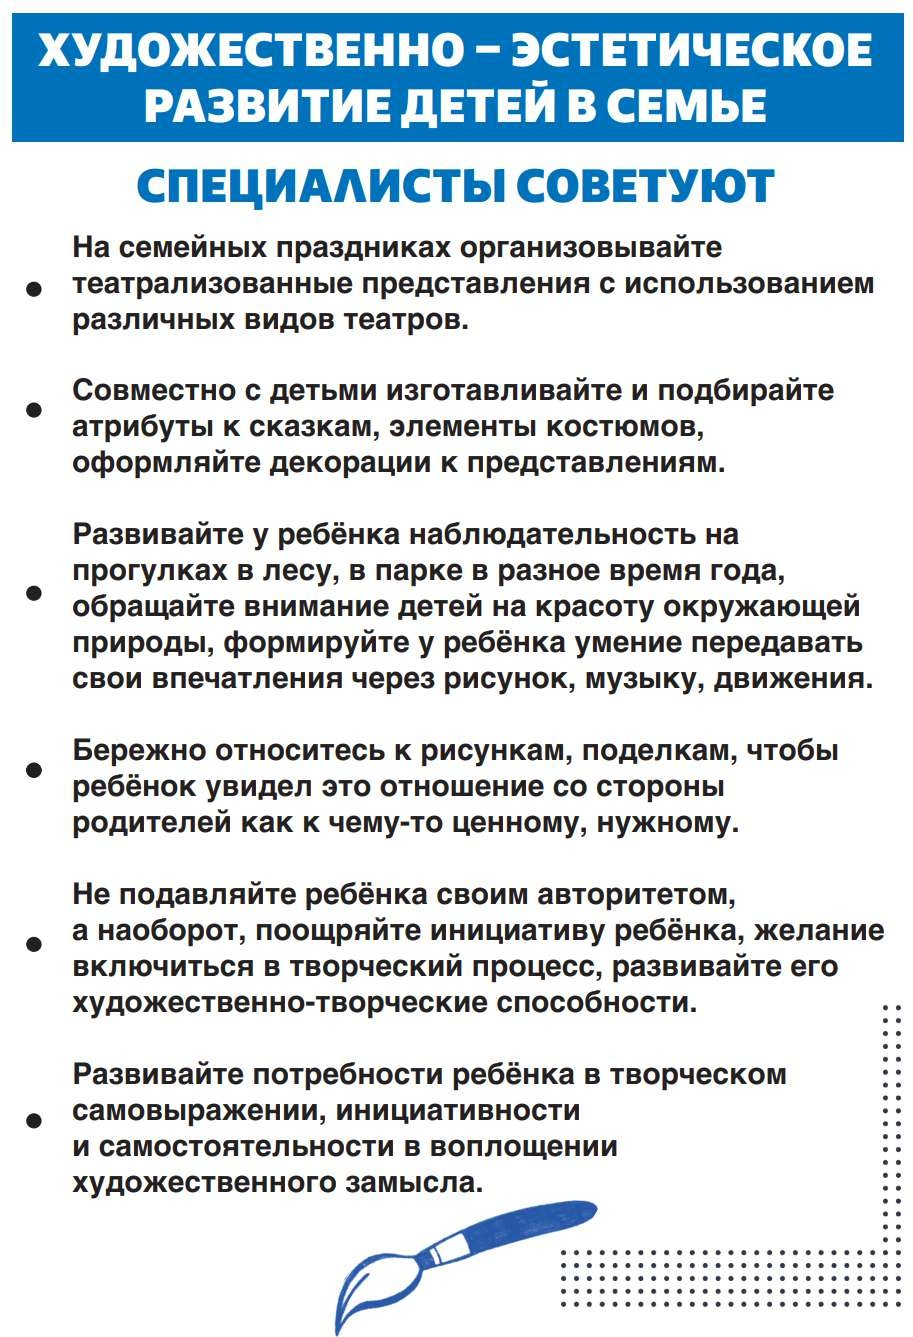 ХУДОЖЕСТВЕННО – ЭСТЕТИЧЕСКОЕ
РАЗВИТИЕ ДЕТЕЙ В СЕМЬЕ
СПЕЦИАЛИСТЫ СОВЕТУЮТ
На семейных праздниках организовывайте
• театрализованные представления с использованием
различных видов театров.
• Совместно с детьми изготавливайте и подбирайте
атрибуты к сказкам, элементы костюмов,
оформляйте декорации к представлениям.
Развивайте у ребёнка наблюдательность на
прогулках в лесу, в парке в разное время года,
• обращайте внимание детей на красоту окружающей
природы, формируйте у ребёнка умение передавать
свои впечатления через рисунок, музыку, движения.
• Бережно относитесь к рисункам, поделкам, чтобы
ребёнок увидел это отношение со стороны
родителей как к чему-то ценному, нужному.
Не подавляйте ребёнка своим авторитетом,
• а наоборот, поощряйте инициативу ребёнка, желание
включиться в творческий процесс, развивайте его
художественно-творческие способности.
Развивайте потребности ребёнка в творческом
• самовыражении, инициативности
и самостоятельности в воплощении
художественного замысла.